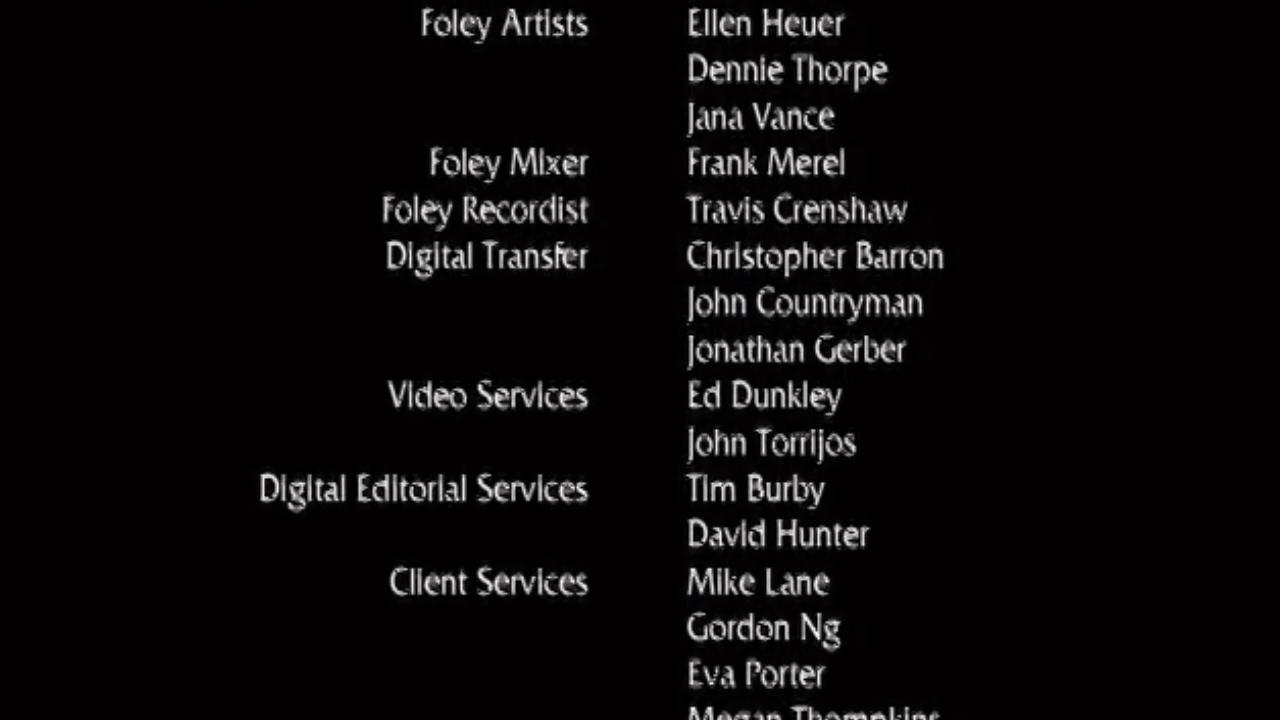 Foley Artists Ellen Heuer
Dennie Thorpe
Jana Vance
Foley Mixer Frank Merel
Foley Recordist Travis Crenshaw
Digital Transfer Christopher Barron
John Countryman
Jonathan Gerber
Video Services Ed Dunkley
John Torrijos
Digital Editorial Services Tim Burby
David Hunter
Client Services Mike Lane
Gordon Ng
Eva Porter
Megan Thompkins